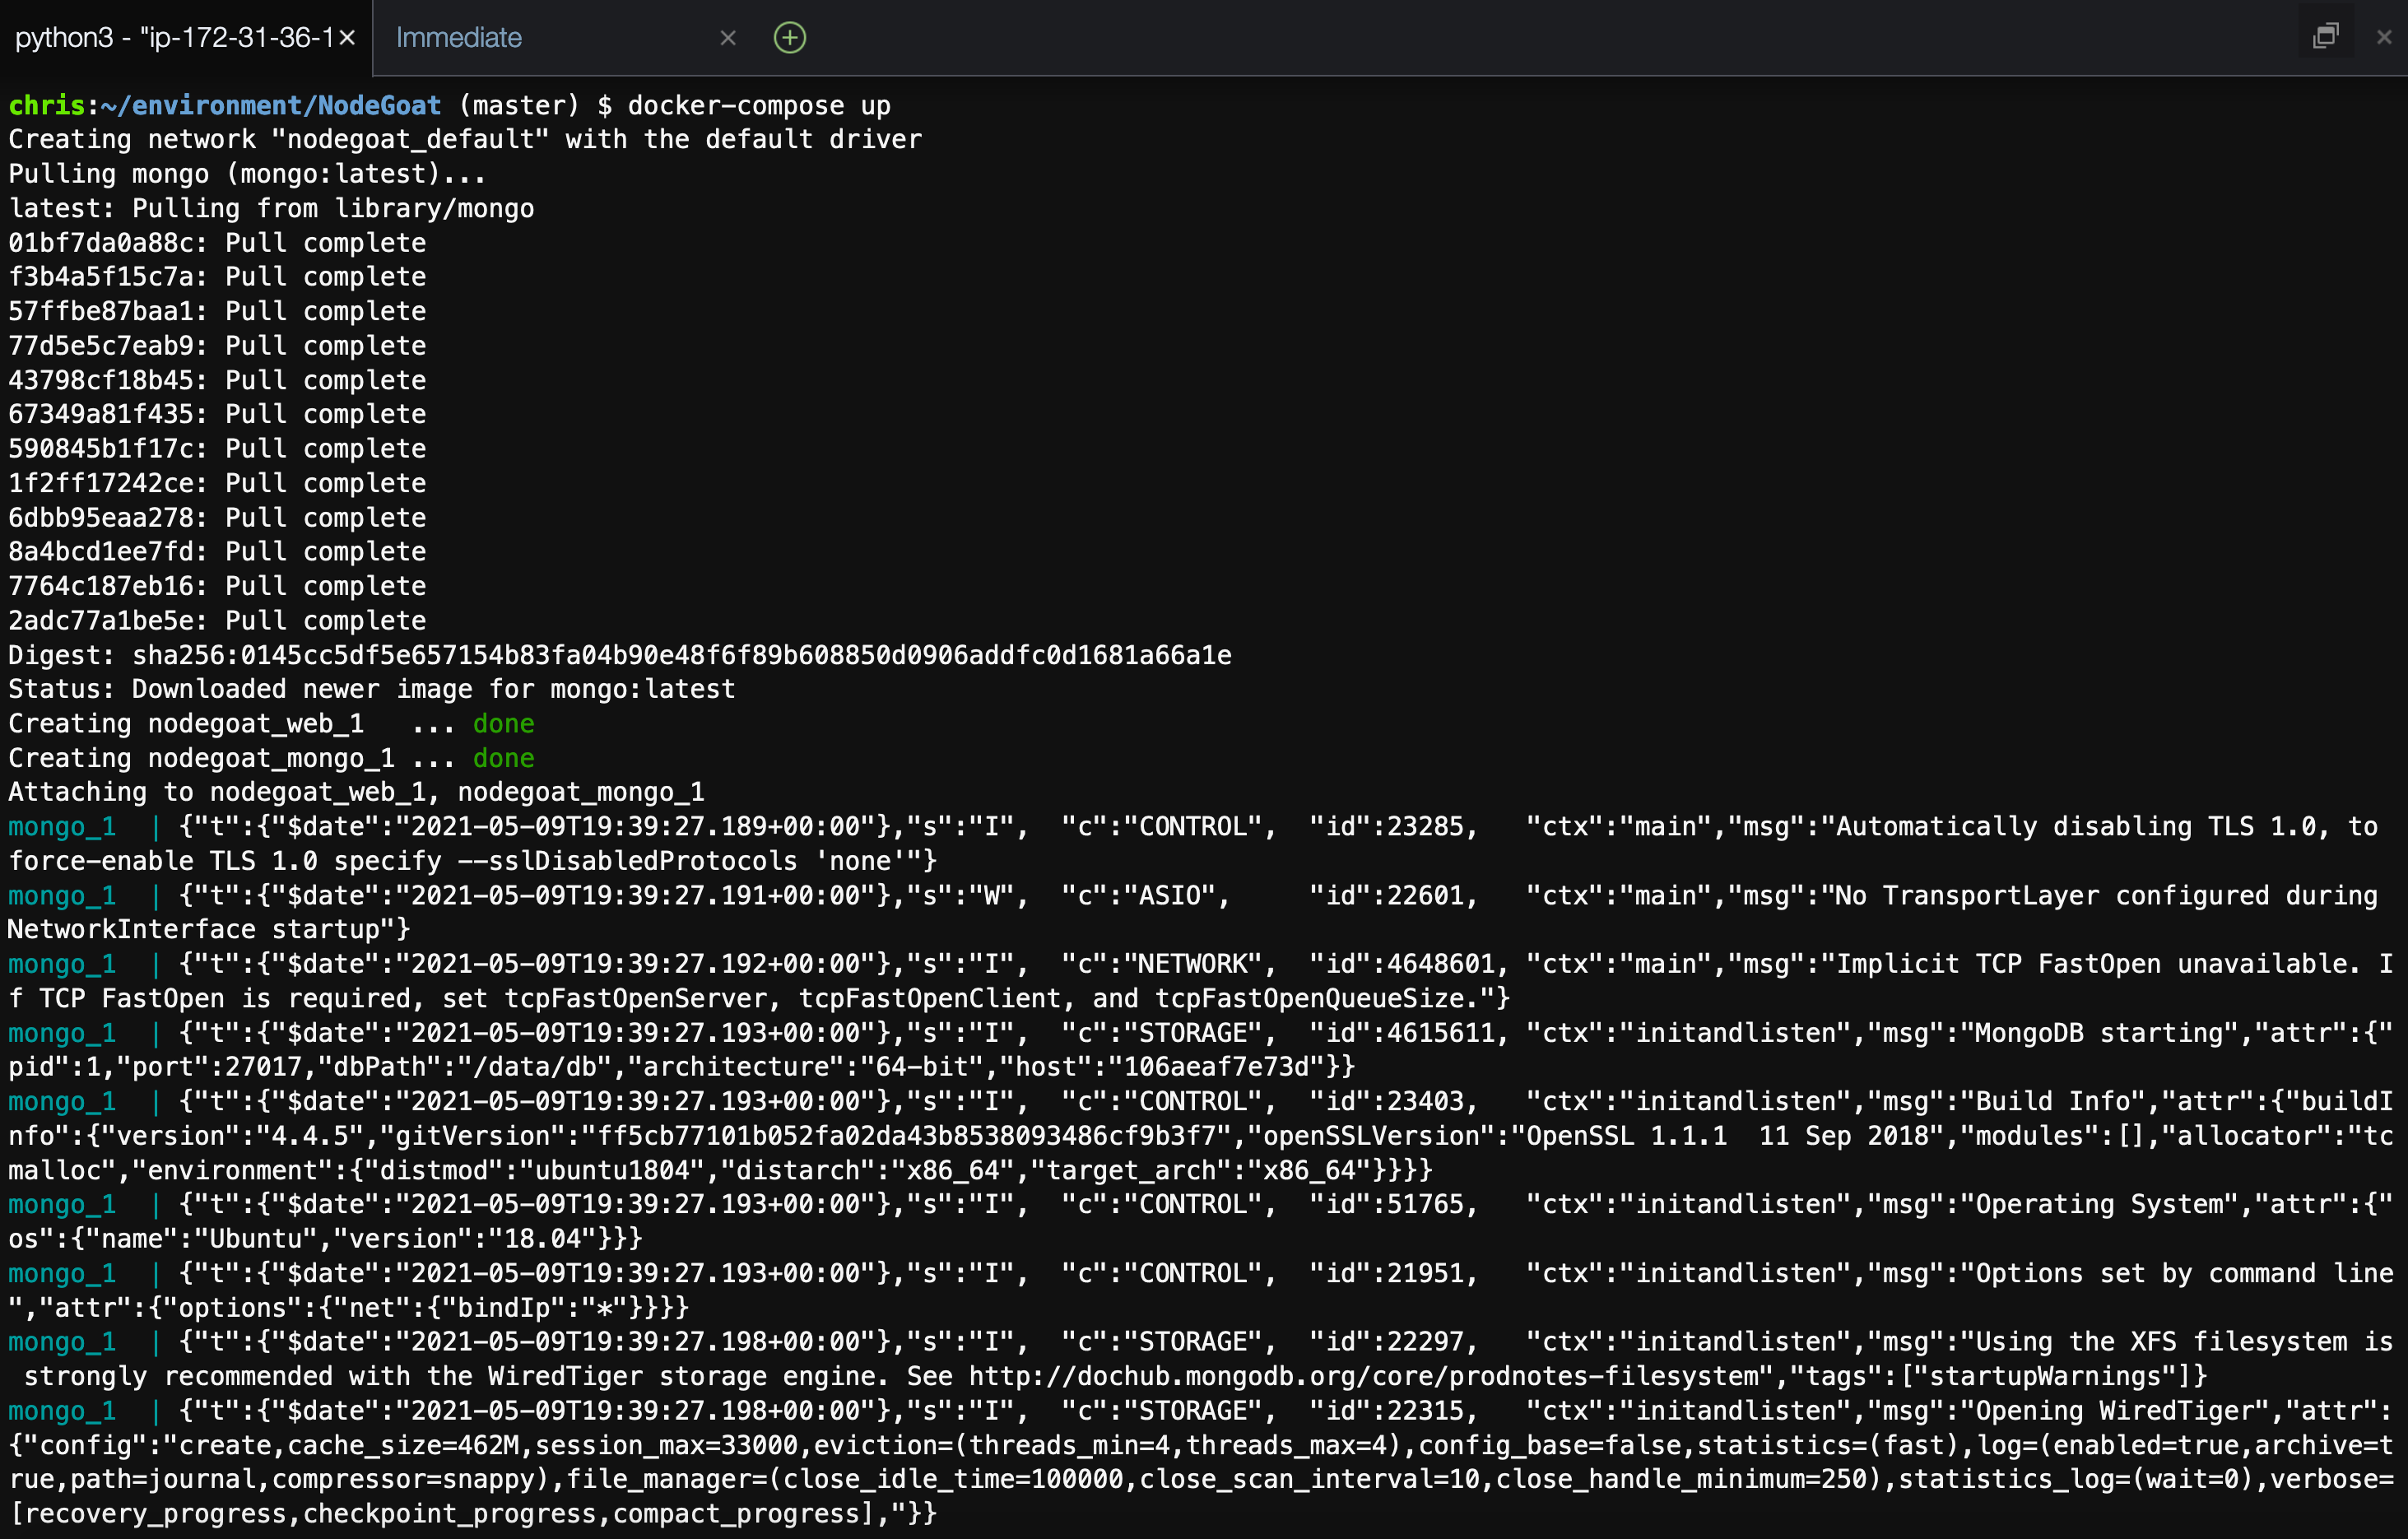 python3 - "ip-172-31-36-1× Immediate ×
chris:~/environment/NodeGoat (master) $ docker-compose up
Creating network "nodegoat_default" with the default driver
Pulling mongo (mongo:latest)...
latest: Pulling from library/mongo
01bf7da0a88c: Pull complete
f3b4a5f15c7a: Pull complete
57ffbe87baa1: Pull complete
77d5e5c7eab9: Pull complete
43798cf18b45: Pull complete
67349a81f435: Pull complete
590845b1f17c: Pull complete
1f2ff17242ce: Pull complete
6dbb95eaa278: Pull complete
8a4bcd1ee7fd: Pull complete
7764c187eb16: Pull complete
2adc77a1be5e: Pull complete
Digest: sha256:0145cc5df5e657154b83fa04b90e48f6f89b608850d0906addfc0d1681a66a1e
Status: Downloaded newer image for mongo:latest
Creating nodegoat_web_1   ... done
Creating nodegoat_mongo_1 ... done
Attaching to nodegoat_web_1, nodegoat_mongo_1
mongo_1  | {"t":{"$date":"2021-05-09T19:39:27.189+00:00"},"s":"I",  "c":"CONTROL",  "id":23285,   "ctx":"main","msg":"Automatically disabling TLS 1.0, to
force-enable TLS 1.0 specify --sslDisabledProtocols 'none'"}
mongo_1  | {"t":{"$date":"2021-05-09T19:39:27.191+00:00"},"s":"W",  "c":"ASIO",     "id":22601,   "ctx":"main","msg":"No TransportLayer configured during
NetworkInterface startup"}
mongo_1  | {"t":{"$date":"2021-05-09T19:39:27.192+00:00"},"s":"I",  "c":"NETWORK",  "id":4648601, "ctx":"main","msg":"Implicit TCP FastOpen unavailable. I
f TCP FastOpen is required, set tcpFastOpenServer, tcpFastOpenClient, and tcpFastOpenQueueSize."}
mongo_1  | {"t":{"$date":"2021-05-09T19:39:27.193+00:00"},"s":"I",  "c":"STORAGE",  "id":4615611, "ctx":"initandlisten","msg":"MongoDB starting","attr":{"
pid":1,"port":27017,"dbPath":"/data/db","architecture":"64-bit","host":"106aeaf7e73d"}}
mongo_1  | {"t":{"$date":"2021-05-09T19:39:27.193+00:00"},"s":"I",  "c":"CONTROL",  "id":23403,   "ctx":"initandlisten","msg":"Build Info","attr":{"buildI
nfo":{"version":"4.4.5","gitVersion":"ff5cb77101b052fa02da43b8538093486cf9b3f7","openSSLVersion":"OpenSSL 1.1.1  11 Sep 2018","modules":[],"allocator":"tc
malloc","environment":{"distmod":"ubuntu1804","distarch":"x86_64","target_arch":"x86_64"}}}}
mongo_1  | {"t":{"$date":"2021-05-09T19:39:27.193+00:00"},"s":"I",  "c":"CONTROL",  "id":51765,   "ctx":"initandlisten","msg":"Operating System","attr":{"
os":{"name":"Ubuntu","version":"18.04"}}}
mongo_1  | {"t":{"$date":"2021-05-09T19:39:27.193+00:00"},"s":"I",  "c":"CONTROL",  "id":21951,   "ctx":"initandlisten","msg":"Options set by command line
","attr":{"options":{"net":{"bindIp":"*"}}}}
mongo_1  | {"t":{"$date":"2021-05-09T19:39:27.198+00:00"},"s":"I",  "c":"STORAGE",  "id":22297,   "ctx":"initandlisten","msg":"Using the XFS filesystem is
 strongly recommended with the WiredTiger storage engine. See http://dochub.mongodb.org/core/prodnotes-filesystem","tags":["startupWarnings"]}
mongo_1  | {"t":{"$date":"2021-05-09T19:39:27.198+00:00"},"s":"I",  "c":"STORAGE",  "id":22315,   "ctx":"initandlisten","msg":"Opening WiredTiger","attr":
{"config":"create,cache_size=462M,session_max=33000,eviction=(threads_min=4,threads_max=4),config_base=false,statistics=(fast),log=(enabled=true,archive=t
rue,path=journal,compressor=snappy),file_manager=(close_idle_time=100000,close_scan_interval=10,close_handle_minimum=250),statistics_log=(wait=0),verbose=
[recovery_progress,checkpoint_progress,compact_progress],"}}